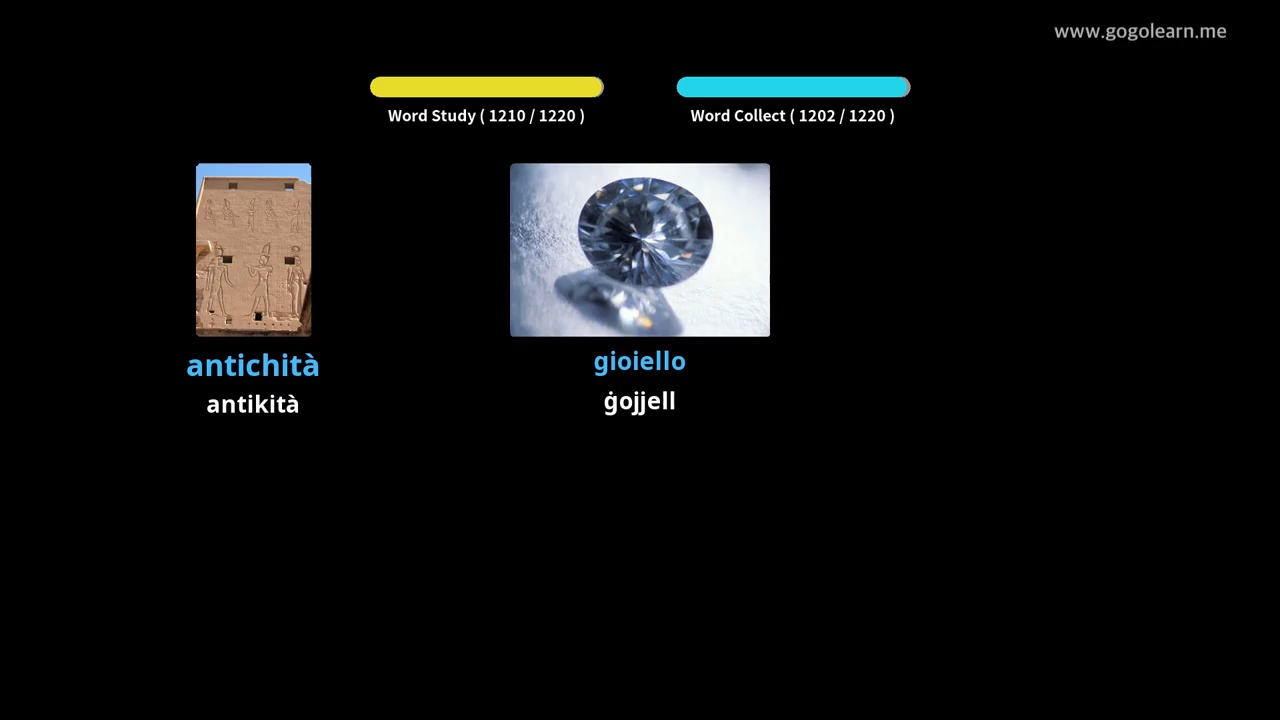 www.gogolearn.me
Word Study ( 1210 / 1220 )
Word Collect ( 1202 / 1220 )
antichità
antikità
gioiello
ġojjell